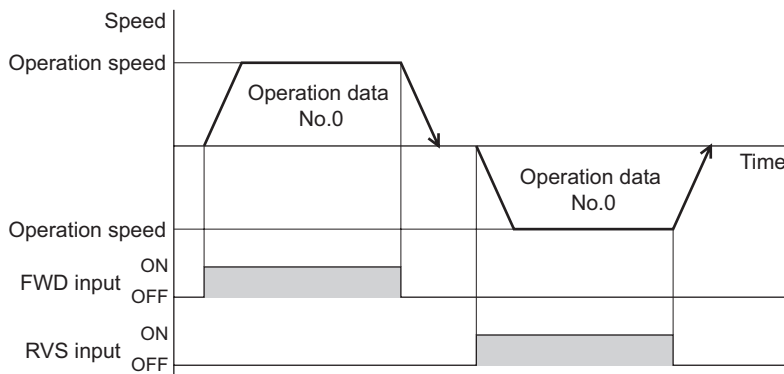 Speed
Operation speed
Operation data
No.0
Time
Operation data
No.0
Operation speed
ON
FWD input
OFF
ON
RVS input
OFF